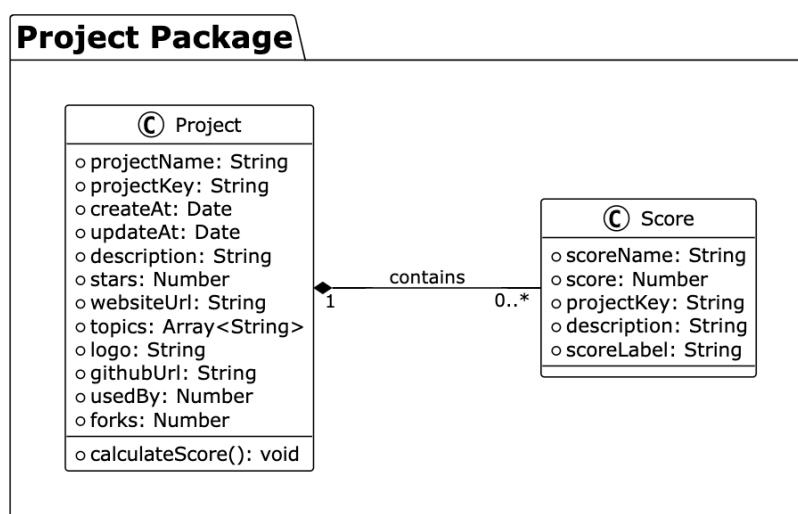 Project Package
C Project
projectName: String
projectKey: String
createAt: Date
updateAt: Date
description: String
stars: Number
websiteUrl: String
topics: Array<String>
logo: String
githubUrl: String
usedBy: Number
forks: Number
calculateScore(): void
contains
1
0..*
C Score
scoreName: String
score: Number
projectKey: String
description: String
scoreLabel: String